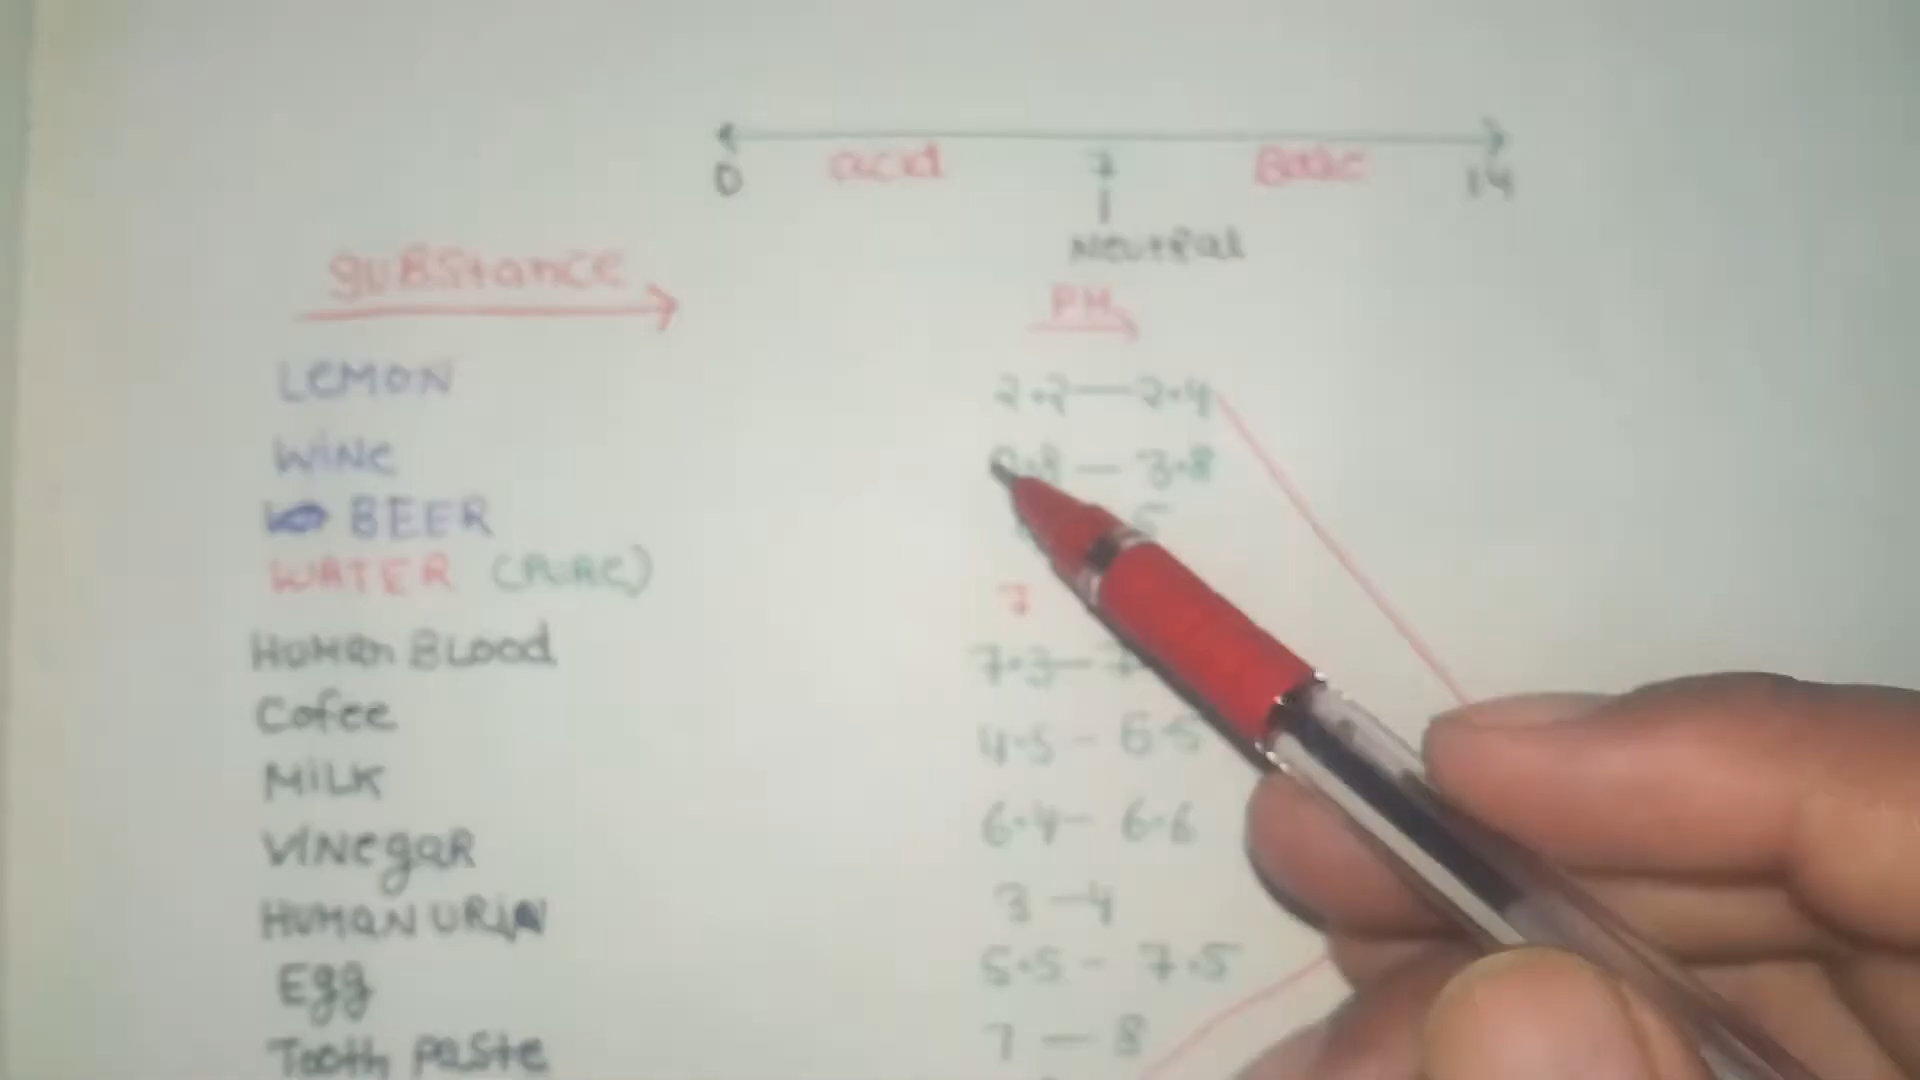 0 acid 7 Basic 14
Neutral
SUBStance
PH
LEMON 2.2 — 2.4
WiNe — 3.8
BEER
WATER (PURe) 7
HUMan BLood 7.3 —
Cofee 4.5 - 6.5
MiLK 6.4 - 6.6
ViNegaR 3 - 4
HUMAN URIN 5.5 - 7.5
Egg 7 — 8
Tooth paste